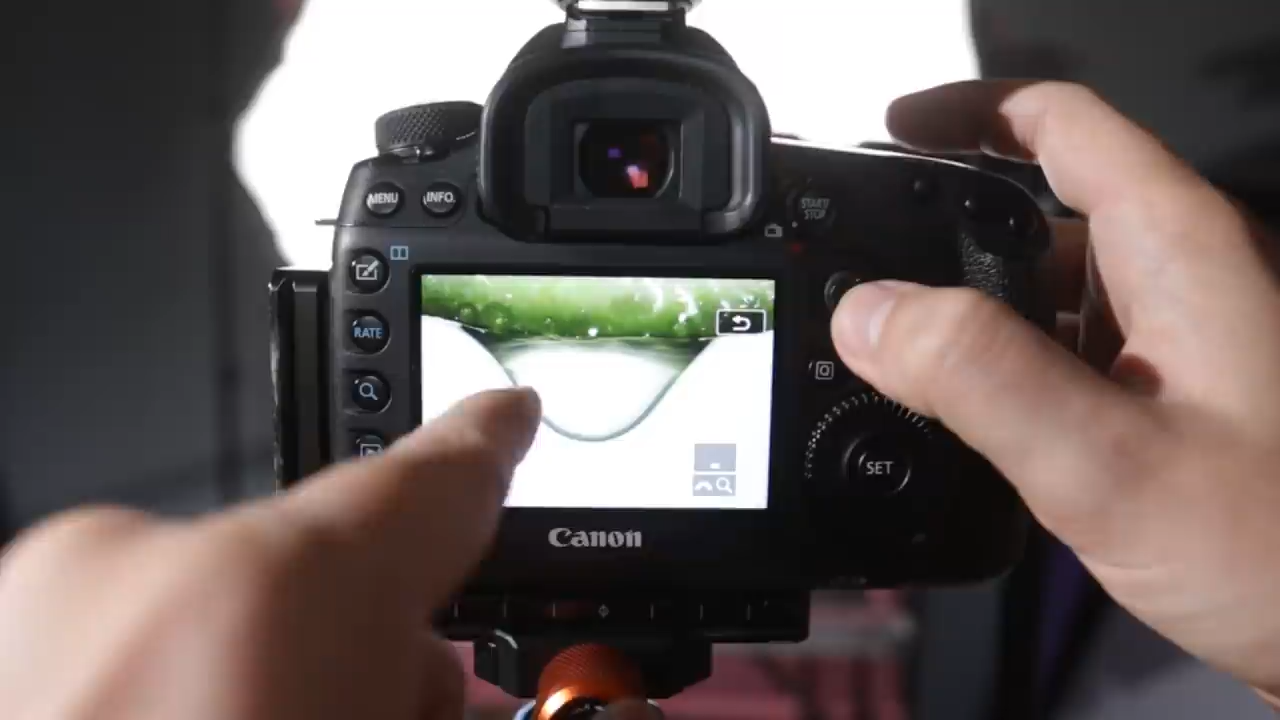 MENU
INFO.
START/
STOP
RATE
Q
SET
Canon